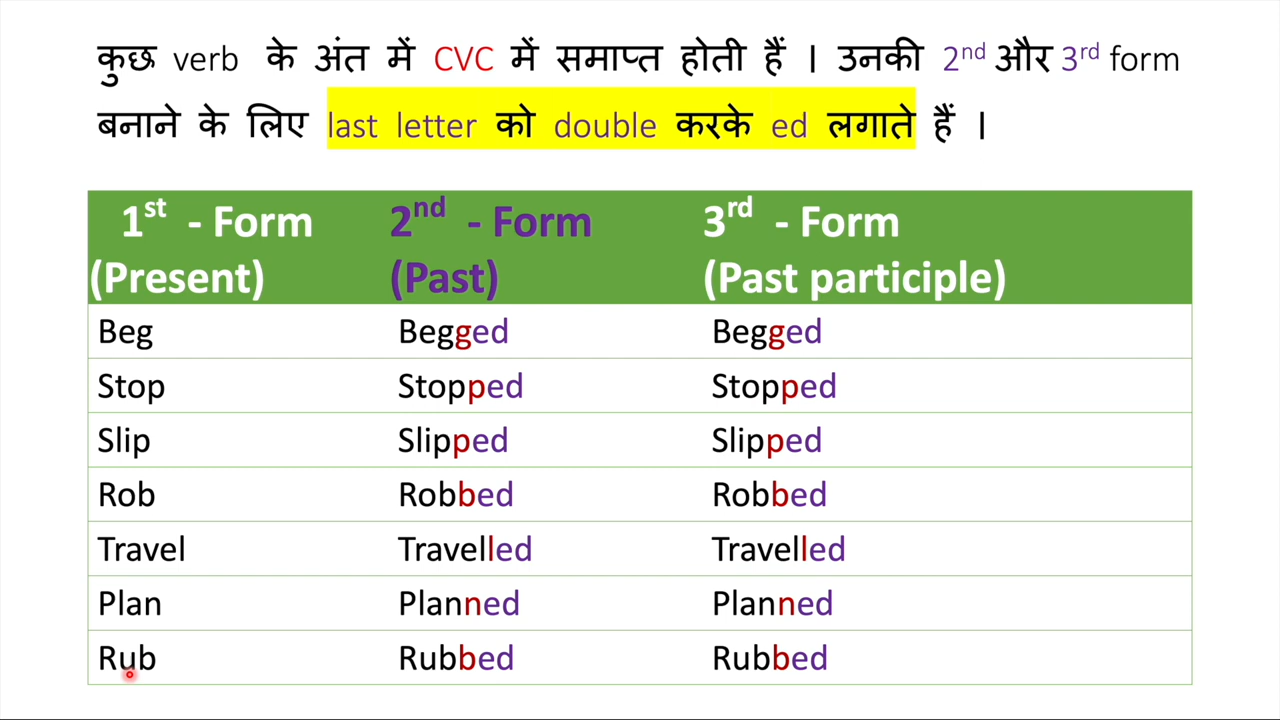 कुछ verb के अंत में CVC में समाप्त होती हैं । उनकी 2nd और 3rd form
बनाने के लिए last letter को double करके ed लगाते हैं ।
1st - Form 2nd - Form 3rd - Form
(Present) (Past) (Past participle)
Beg Begged Begged
Stop Stopped Stopped
Slip Slipped Slipped
Rob Robbed Robbed
Travel Travelled Travelled
Plan Planned Planned
Rub Rubbed Rubbed